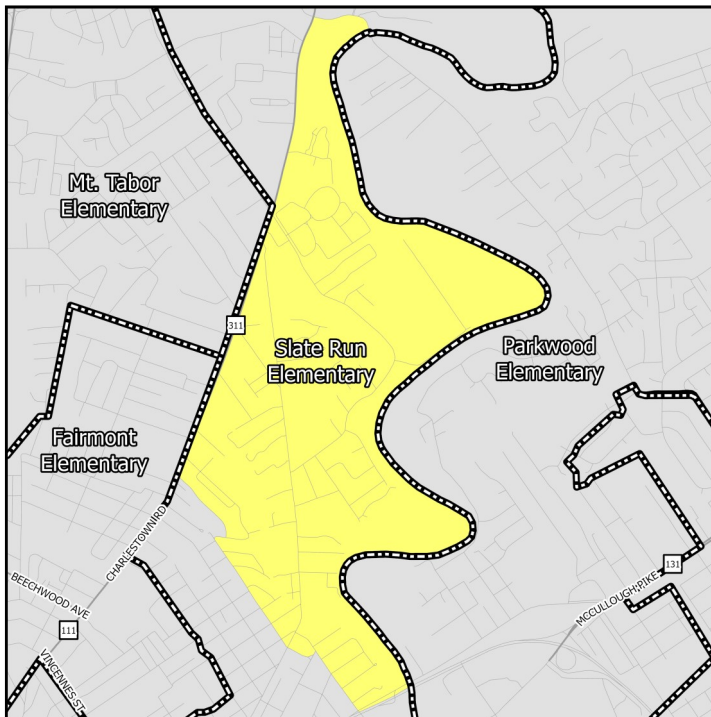 Mt. Tabor
Elementary
311
Slate Run
Elementary
Parkwood
Elementary
Fairmont
Elementary
CHARLESTOWN RD
BEECHWOOD AVE
111
VINCENNES ST
131
MCCULLOUGH PIKE